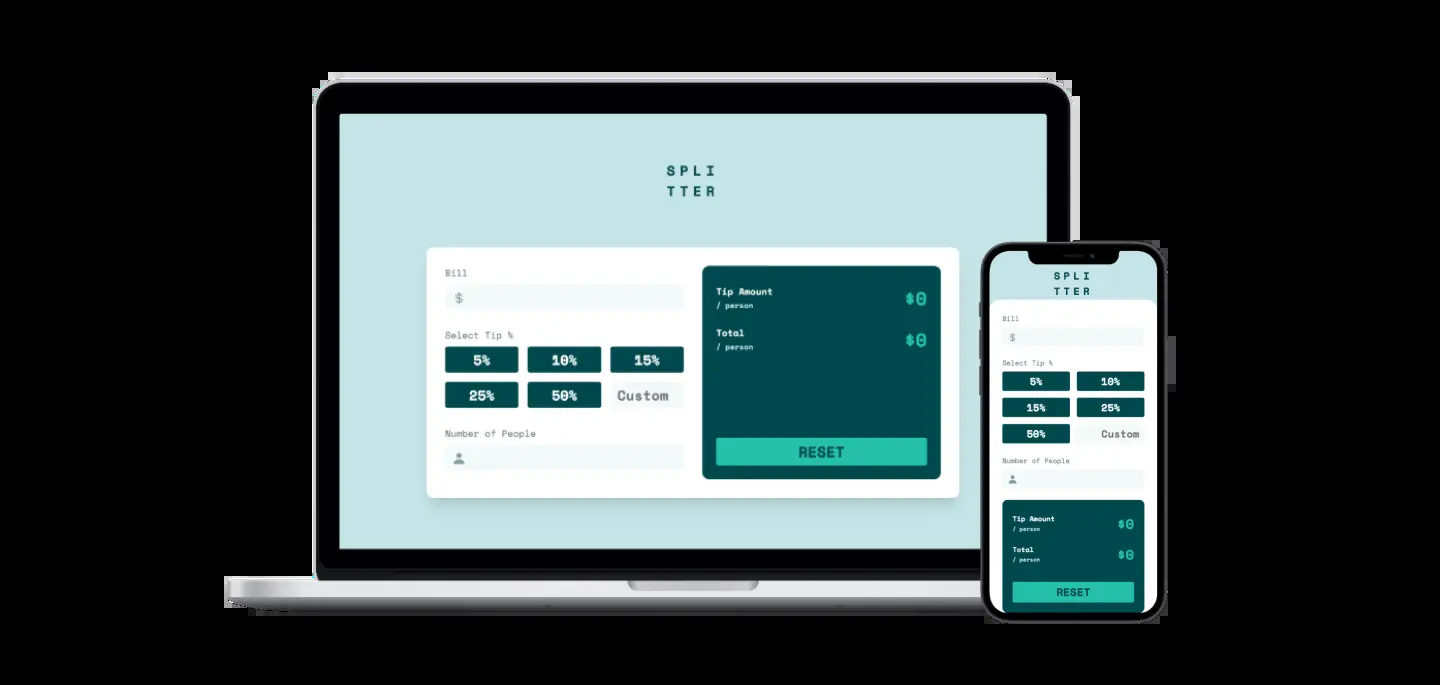 SPLI
TTER
Bill
$
Select Tip %
5% 10% 15%
25% 50% Custom
Number of People
Tip Amount
/ person
$0
Total
/ person
$0
RESET
SPLI
TTER
Bill
$
Select Tip %
5% 10%
15% 25%
50% Custom
Number of People
Tip Amount
/ person
$0
Total
/ person
$0
RESET